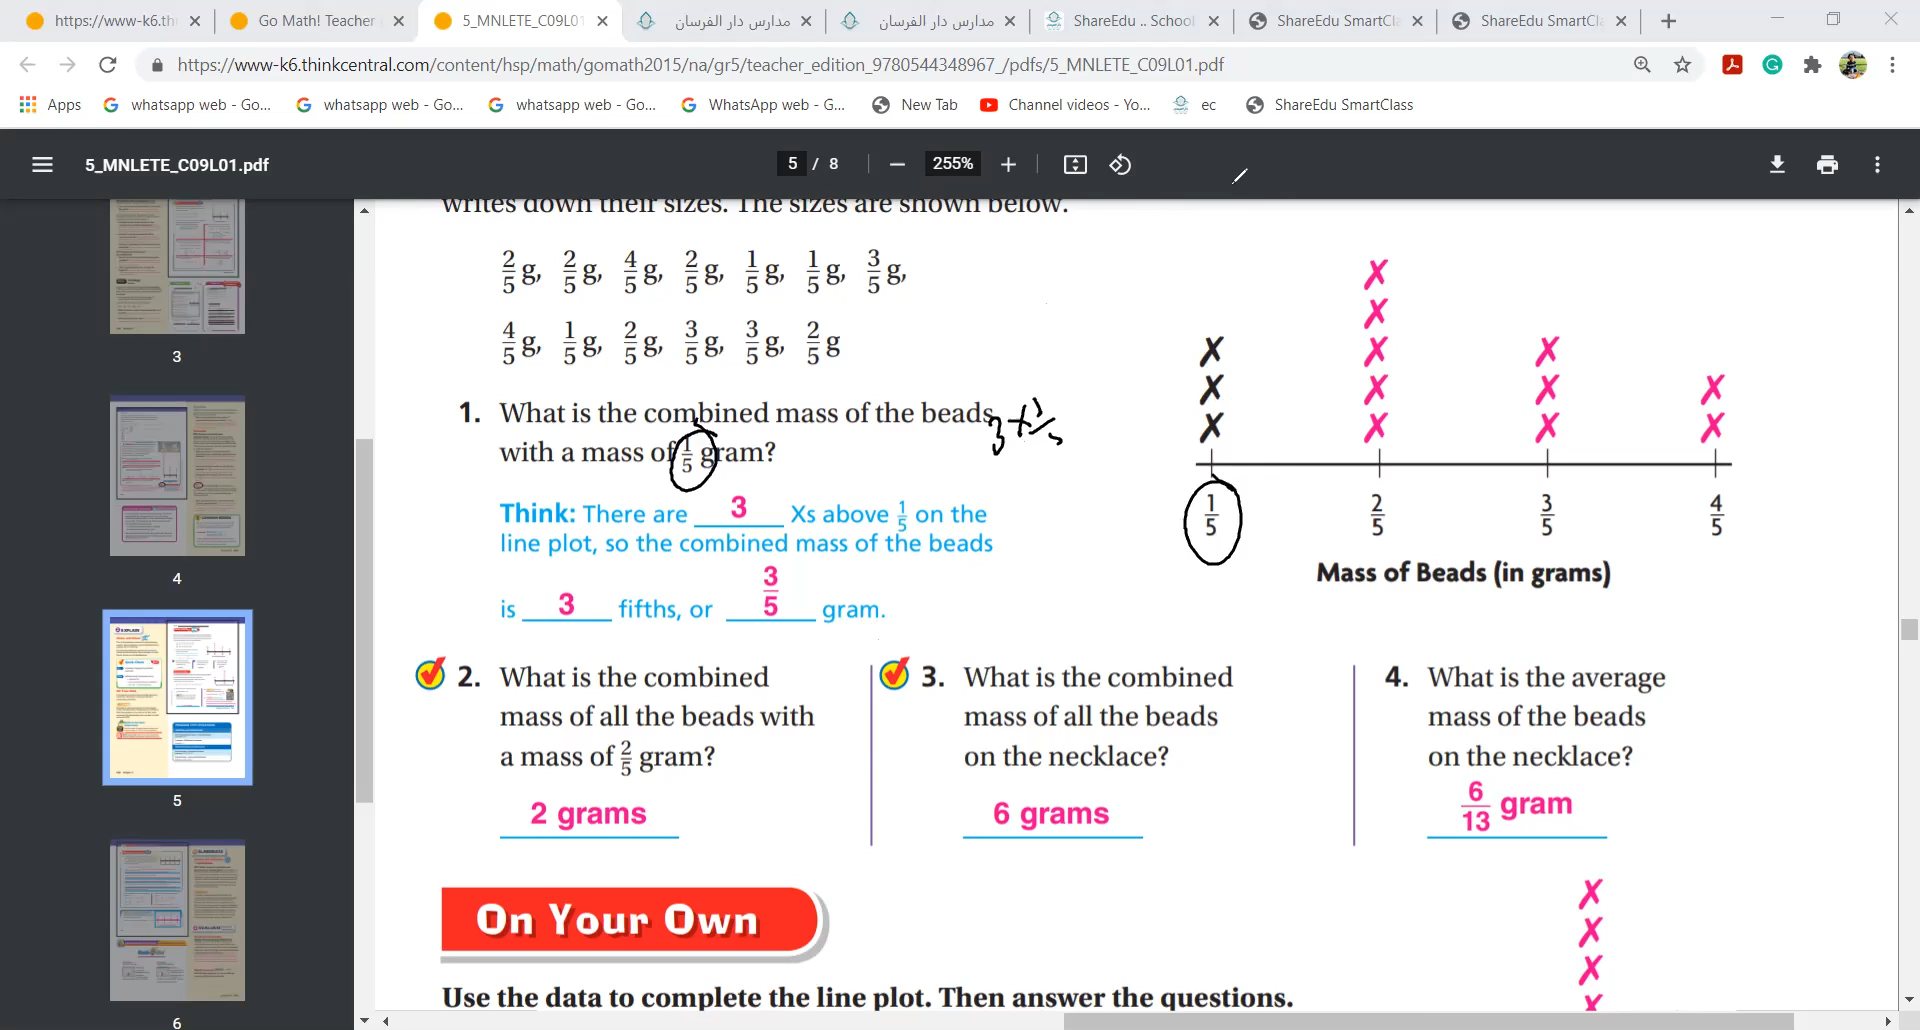 https://www-k6.thi
Go Math! Teacher
5_MNLETE_C09L01
مدارس دار الفرسان
مدارس دار الفرسان
ShareEdu .. School
ShareEdu SmartCla
ShareEdu SmartCla
https://www-k6.thinkcentral.com/content/hsp/math/gomath2015/na/gr5/teacher_edition_9780544348967_/pdfs/5_MNLETE_C09L01.pdf
Apps
whatsapp web - Go...
whatsapp web - Go...
whatsapp web - Go...
WhatsApp web - G...
New Tab
Channel videos - Yo...
ec
ShareEdu SmartClass
5_MNLETE_C09L01.pdf
5 / 8
255%
3
4
5
6
writes down their sizes. The sizes are shown below.
2/5 g, 2/5 g, 4/5 g, 2/5 g, 1/5 g, 1/5 g, 3/5 g,
4/5 g, 1/5 g, 2/5 g, 3/5 g, 3/5 g, 2/5 g
1. What is the combined mass of the beads
with a mass of 1/5 gram?
Think: There are 3 Xs above 1/5 on the
line plot, so the combined mass of the beads
is 3 fifths, or 3/5 gram.
X
X
X X X
X X X X
X X X X
1/5 2/5 3/5 4/5
Mass of Beads (in grams)
2. What is the combined
mass of all the beads with
a mass of 2/5 gram?
2 grams
3. What is the combined
mass of all the beads
on the necklace?
6 grams
4. What is the average
mass of the beads
on the necklace?
6/13 gram
On Your Own
X
X
X
X
Use the data to complete the line plot. Then answer the questions.